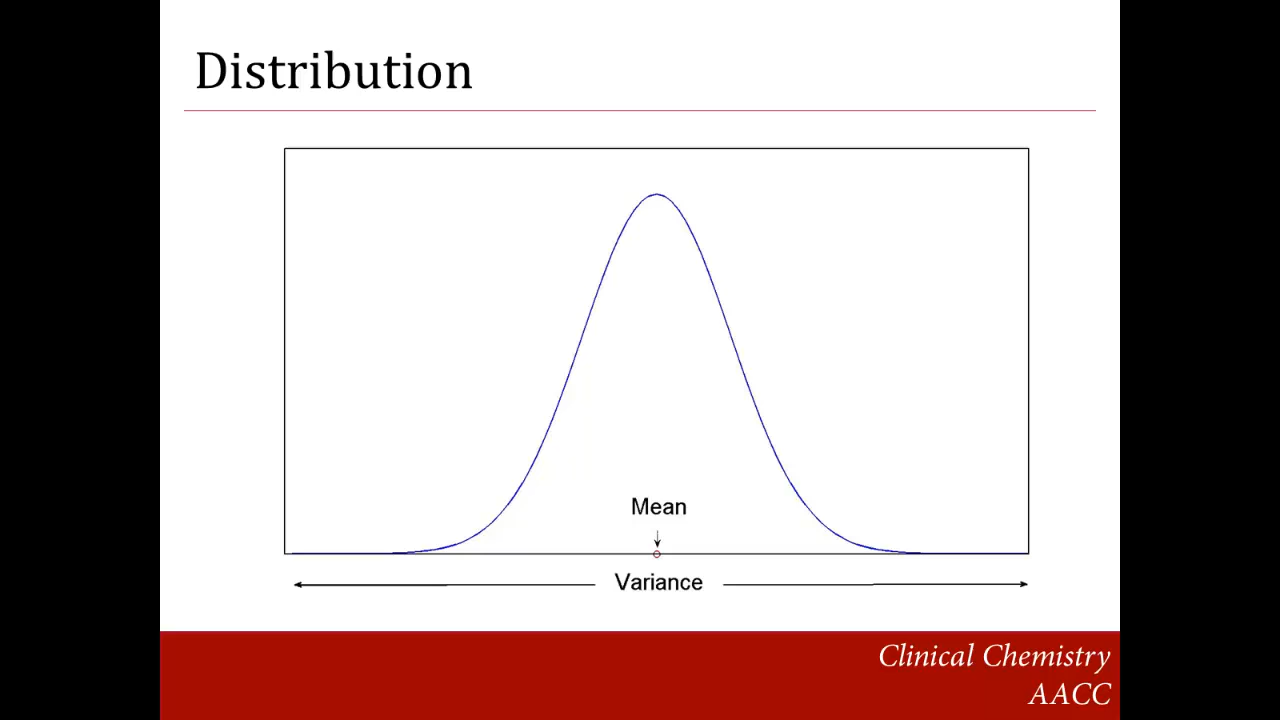 Distribution
Mean
Variance
Clinical Chemistry
AACC